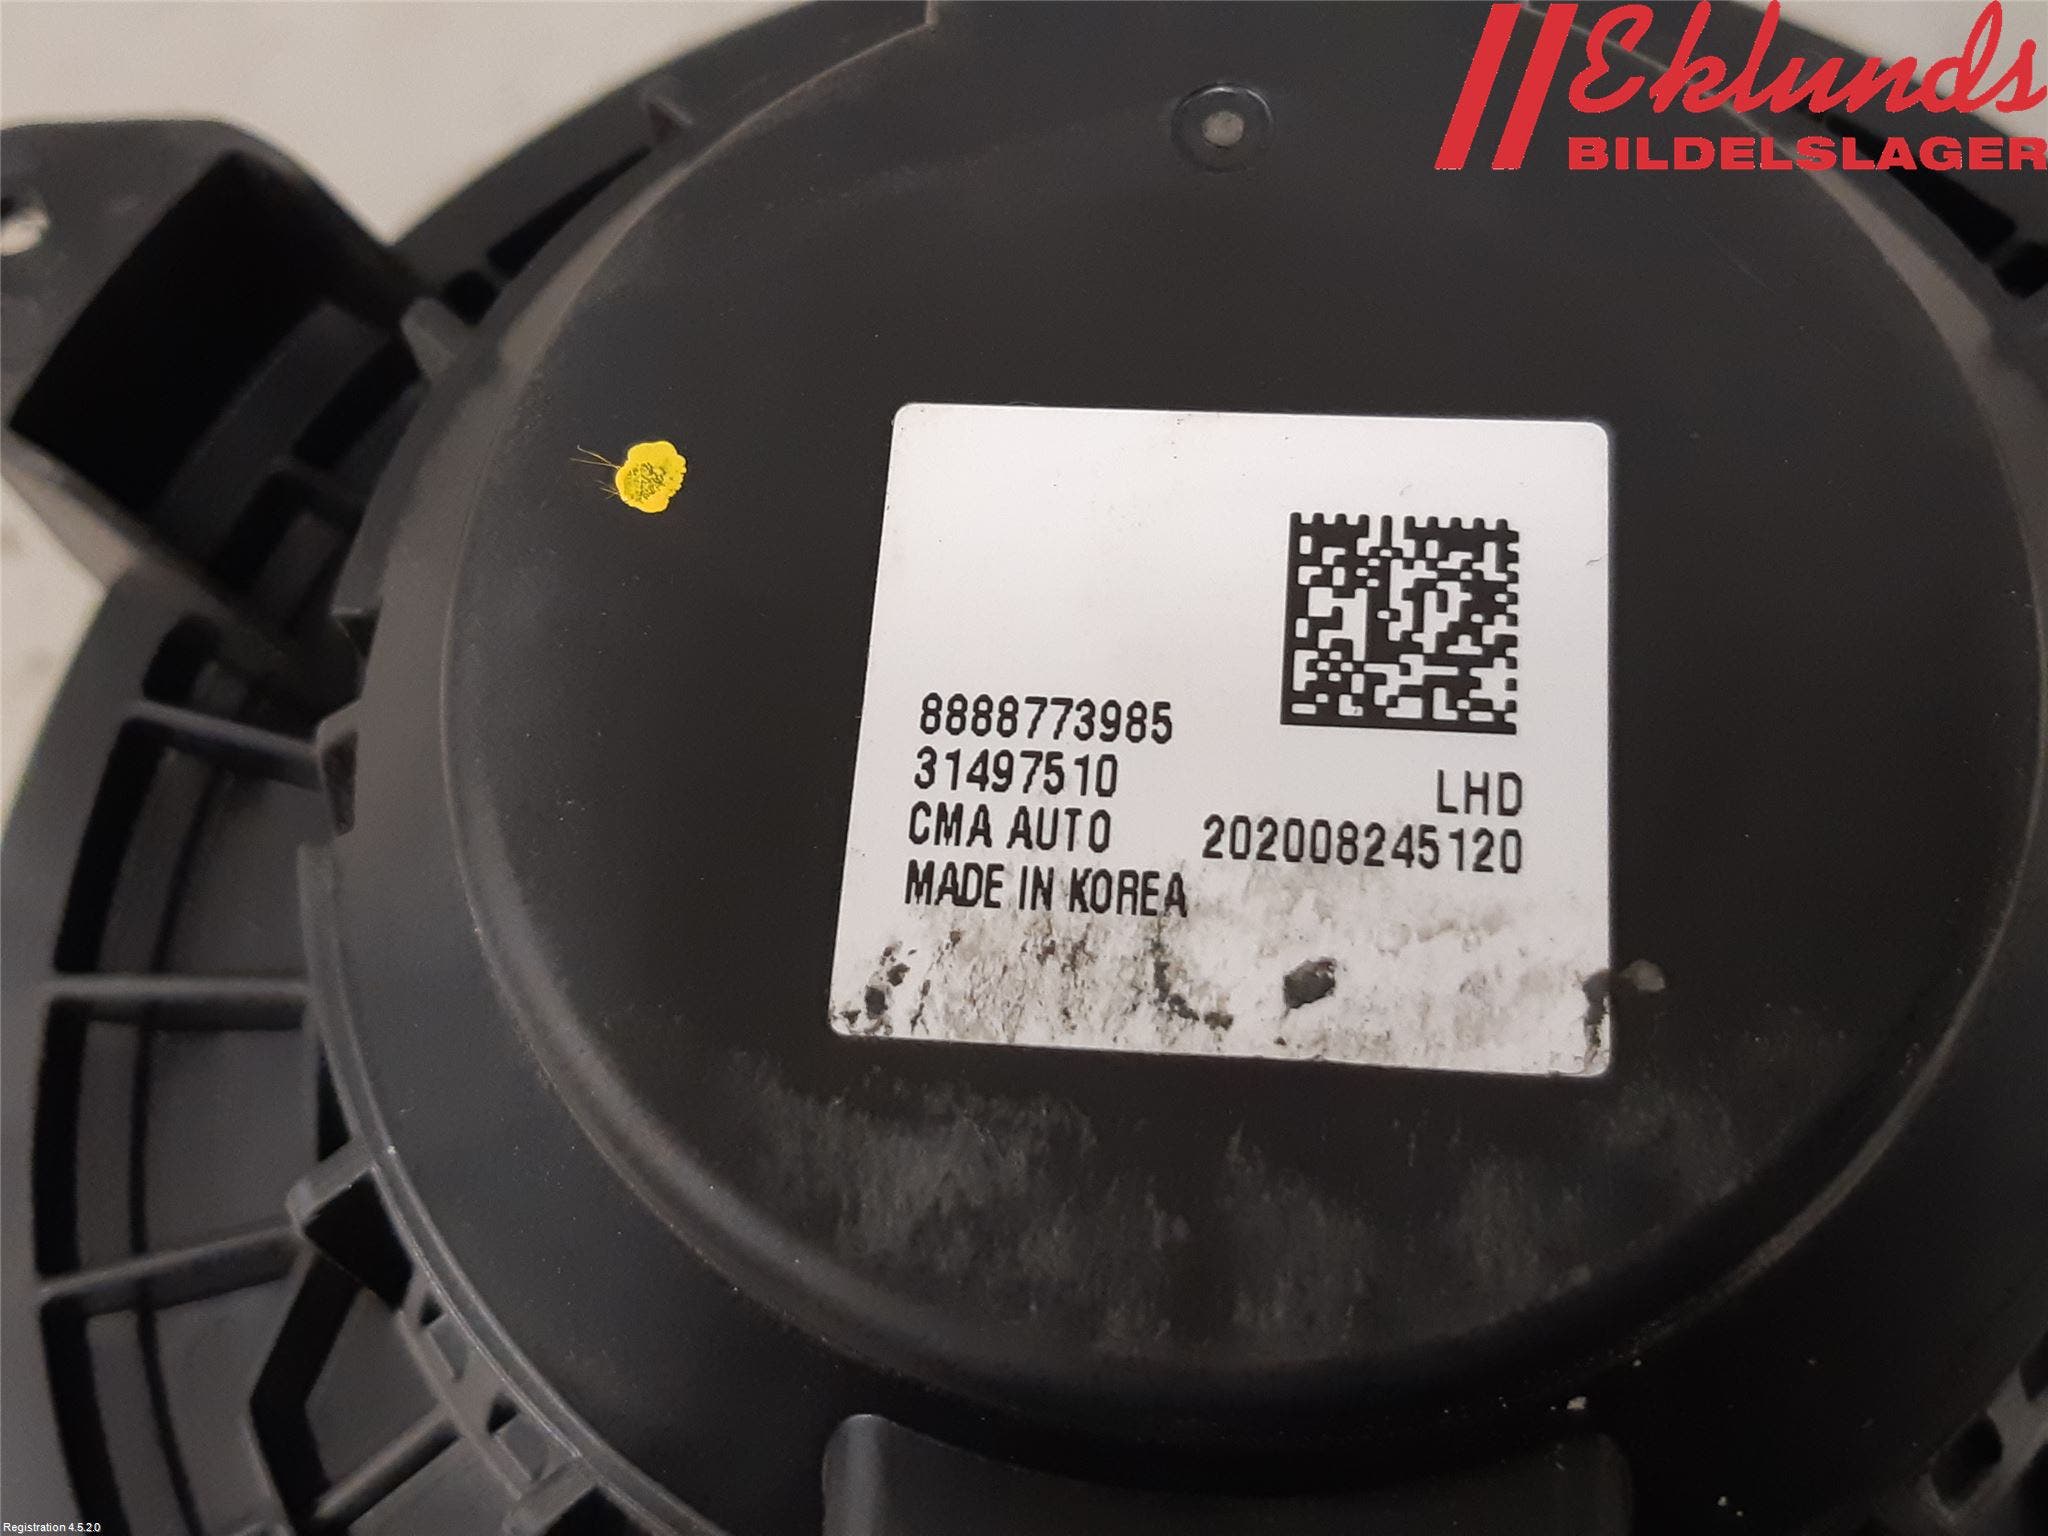 Eklunds
BILDELSLAGER
8888773985
31497510
LHD
CMA AUTO 202008245120
MADE IN KOREA
Registration 4.5.2.0